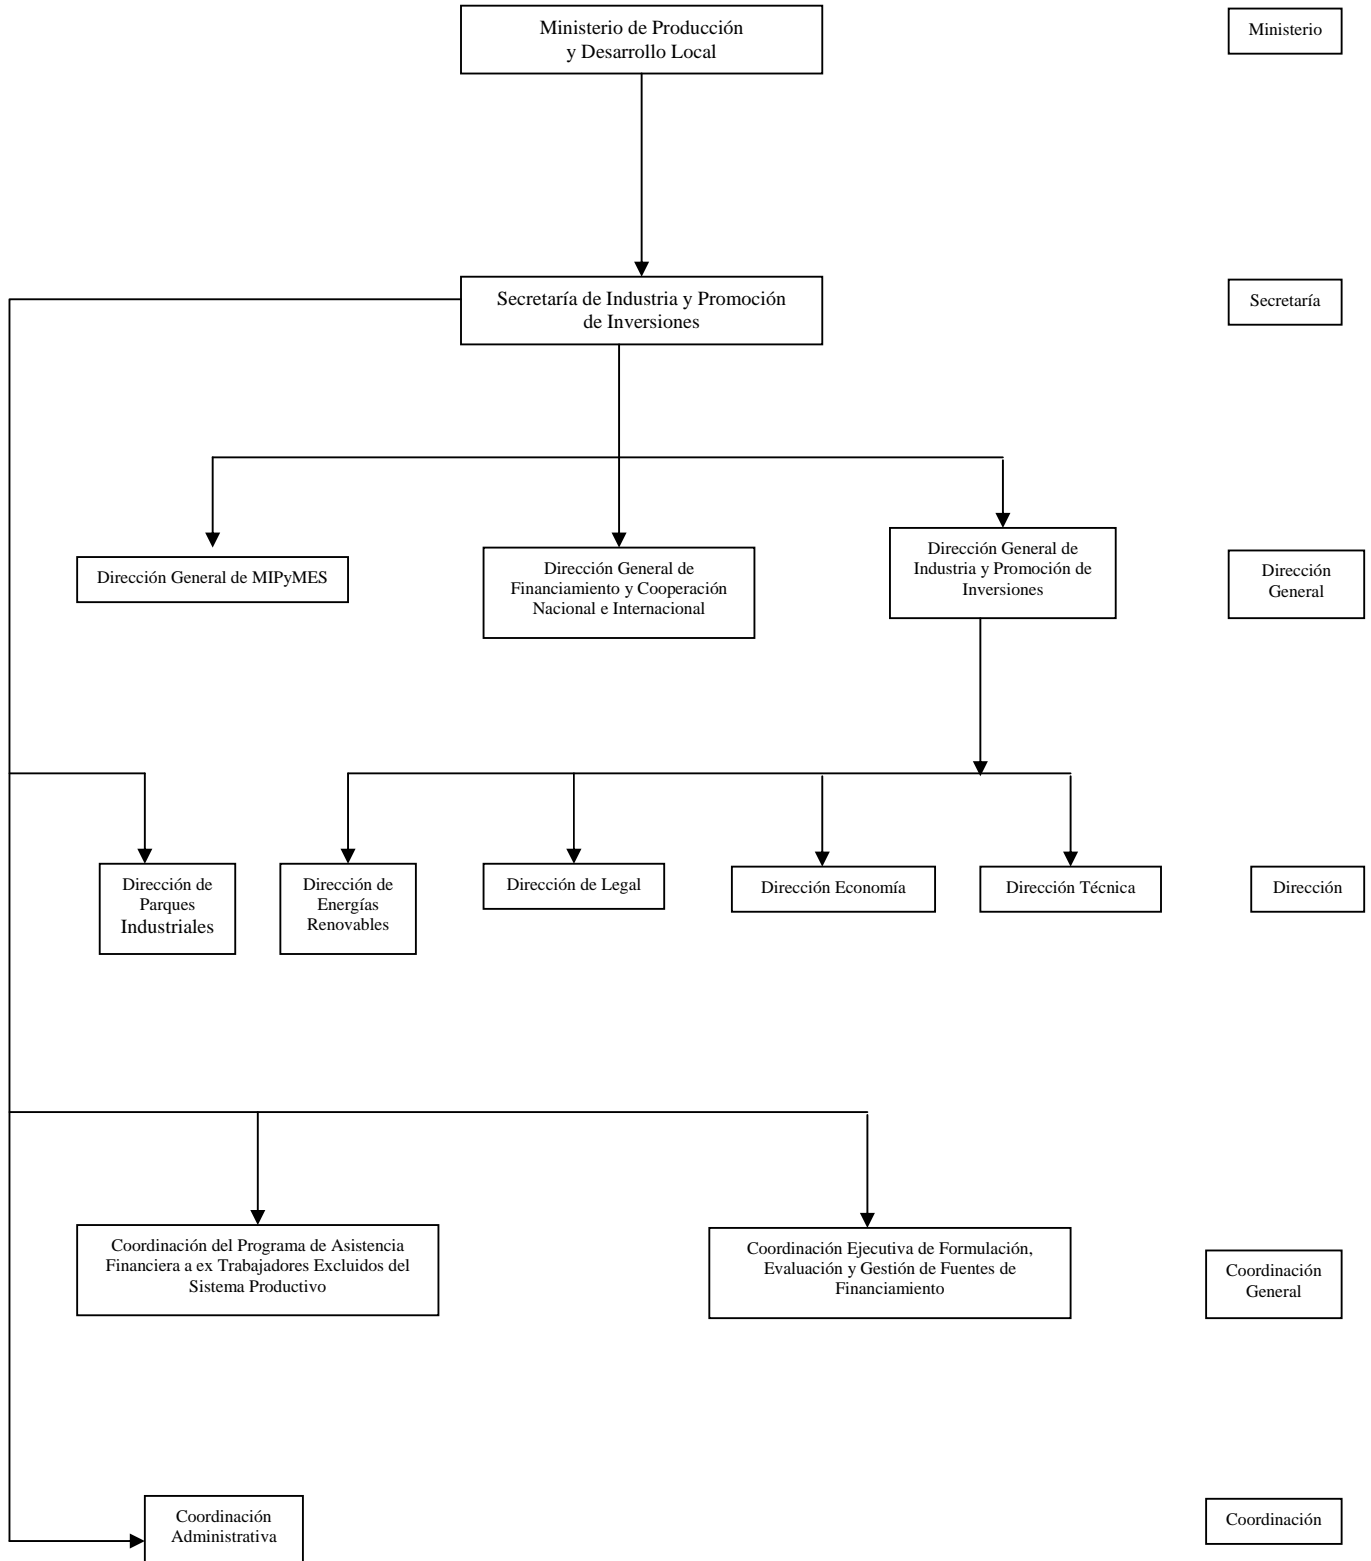 Ministerio de Producción
y Desarrollo Local
Ministerio
Secretaría de Industria y Promoción
de Inversiones
Secretaría
Dirección General de MIPyMES
Dirección General de
Financiamiento y Cooperación
Nacional e Internacional
Dirección General de
Industria y Promoción de
Inversiones
Dirección
General
Dirección de
Parques
Industriales
Dirección de
Energías
Renovables
Dirección de Legal
Dirección Economía
Dirección Técnica
Dirección
Coordinación del Programa de Asistencia
Financiera a ex Trabajadores Excluidos del
Sistema Productivo
Coordinación Ejecutiva de Formulación,
Evaluación y Gestión de Fuentes de
Financiamiento
Coordinación
General
Coordinación
Administrativa
Coordinación